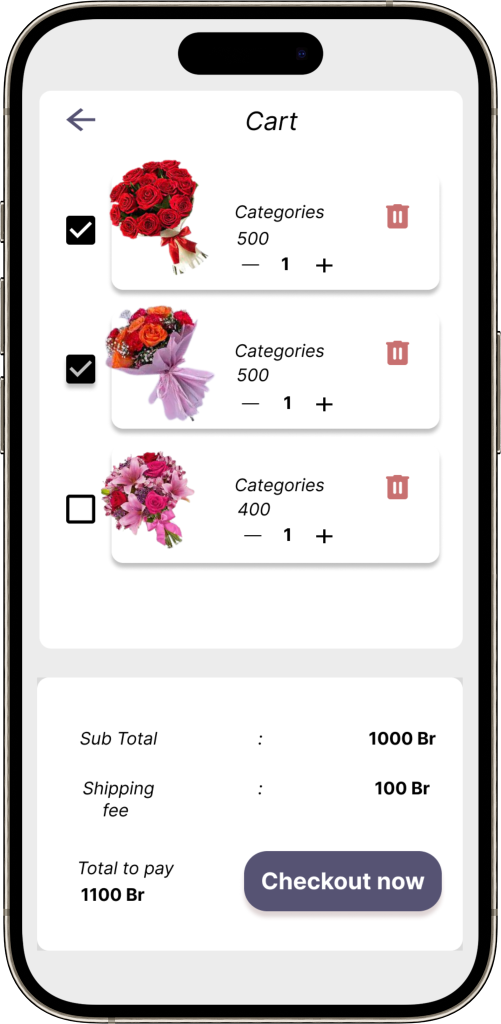 Cart
Categories
500
— 1 +
Categories
500
— 1 +
Categories
400
— 1 +
Sub Total : 1000 Br
Shipping : 100 Br
fee
Total to pay
1100 Br
Checkout now